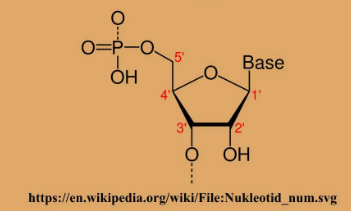 O
O=P—O
5'
OH
O
Base
4'
1'
3'
2'
O
OH
https://en.wikipedia.org/wiki/File:Nukleotid_num.svg